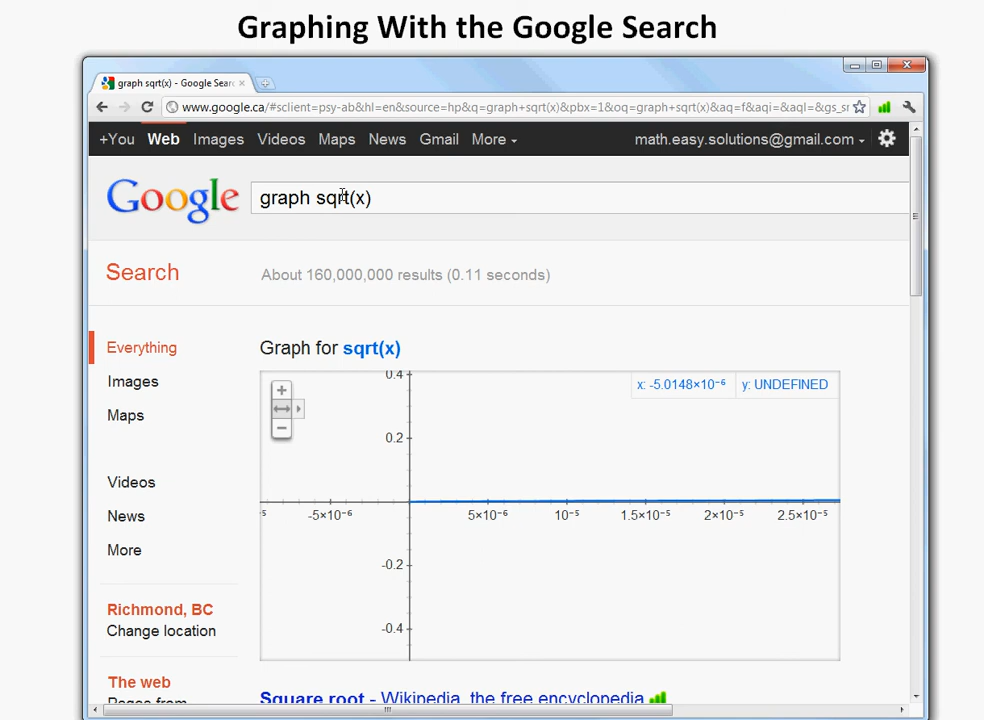 Graphing With the Google Search
graph sqrt(x) - Google Searc
www.google.ca/#sclient=psy-ab&hl=en&source=hp&q=graph+sqrt(x)&pbx=1&oq=graph+sqrt(x)&aq=f&aqi=&aql=&gs_sr
+You Web Images Videos Maps News Gmail More math.easy.solutions@gmail.com
Google graph sqrt(x)
Search About 160,000,000 results (0.11 seconds)
Everything
Images
Maps
Videos
News
More
Richmond, BC
Change location
The web
Pages from
Graph for sqrt(x)
x: -5.0148×10⁻⁶ y: UNDEFINED
0.4
0.2
-5×10⁻⁶ 5×10⁻⁶ 10⁻⁵ 1.5×10⁻⁵ 2×10⁻⁵ 2.5×10⁻⁵
-0.2
-0.4
Square root - Wikipedia, the free encyclopedia